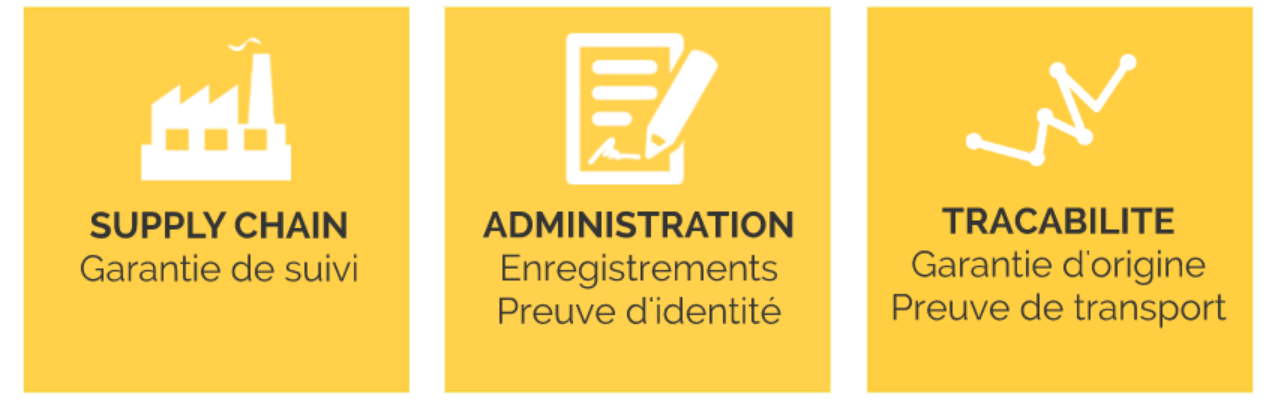 SUPPLY CHAIN
Garantie de suivi
ADMINISTRATION
Enregistrements
Preuve d'identité
TRACABILITE
Garantie d'origine
Preuve de transport